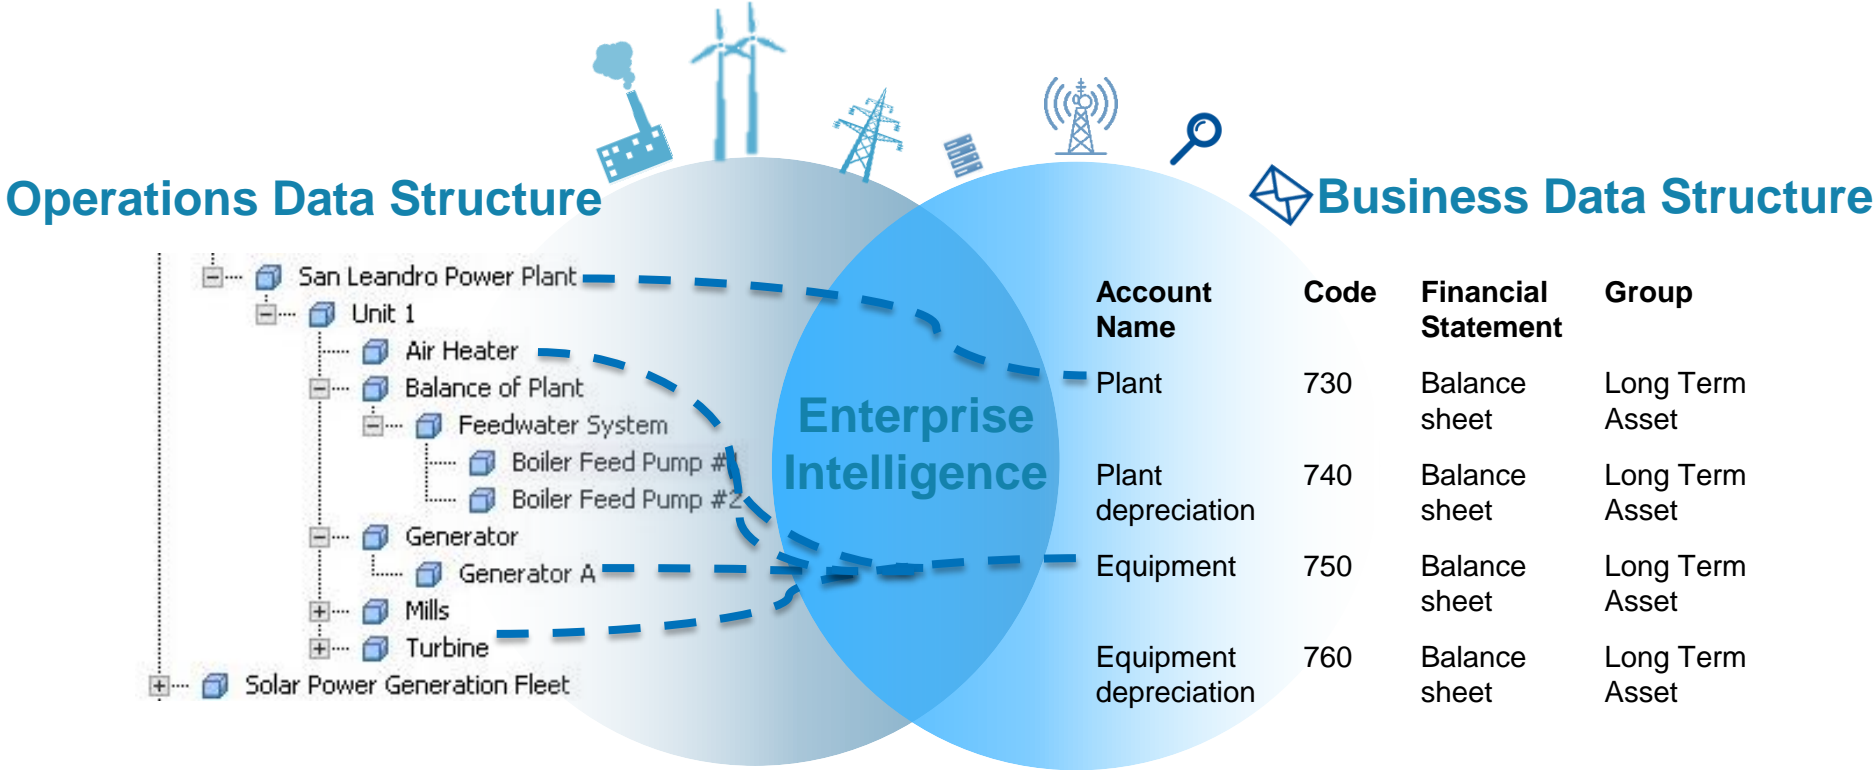 Operations Data Structure
Business Data Structure
San Leandro Power Plant
Unit 1
Air Heater
Balance of Plant
Feedwater System
Boiler Feed Pump #1
Boiler Feed Pump #2
Generator
Generator A
Mills
Turbine
Solar Power Generation Fleet
Enterprise
Intelligence
Account Code Financial Group
Name Statement
Plant 730 Balance Long Term
sheet Asset
Plant 740 Balance Long Term
depreciation sheet Asset
Equipment 750 Balance Long Term
sheet Asset
Equipment 760 Balance Long Term
depreciation sheet Asset